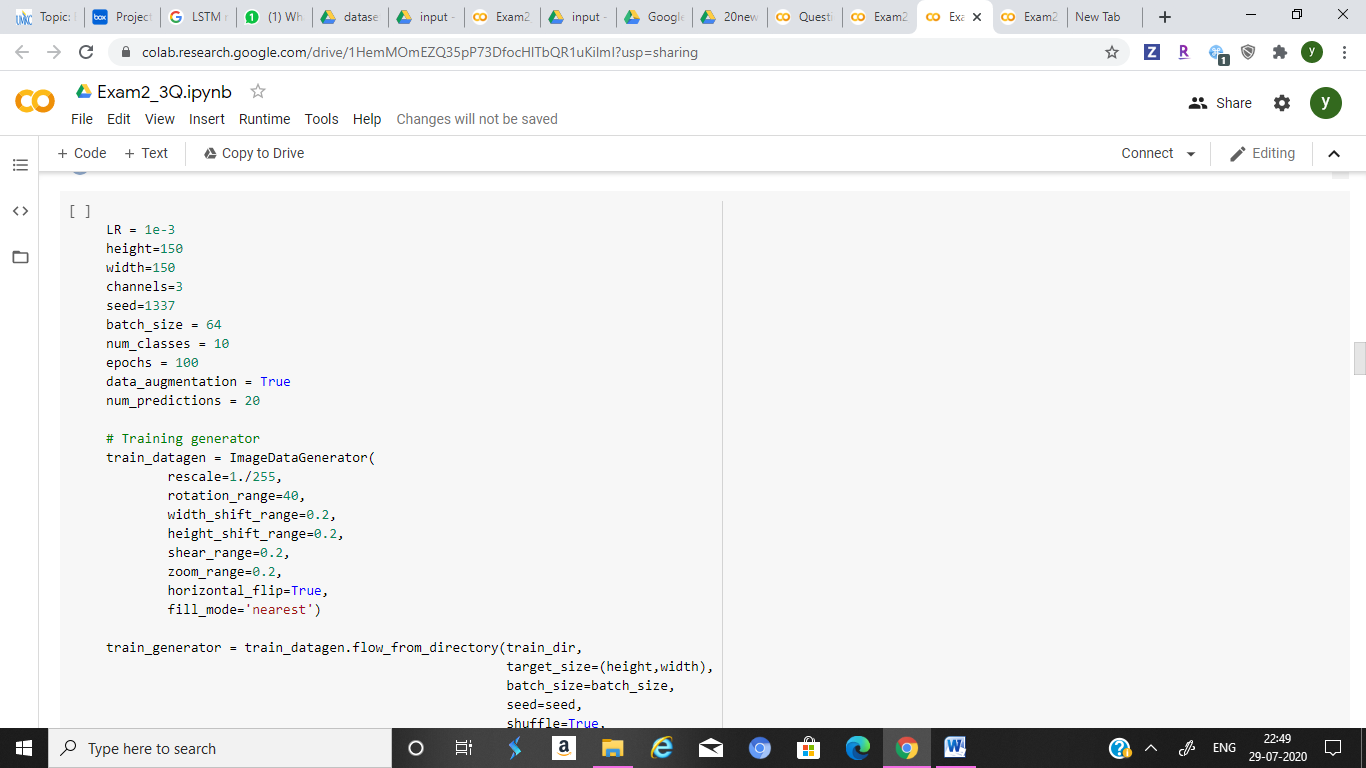 Topic:
box Project
LSTM
(1) Wh
datase
input -
Exam2
input -
Google
20new
Questi
Exam2
Exa
Exam2
New Tab
colab.research.google.com/drive/1HemMOmEZQ35pP73DfocHITbQR1uKilmI?usp=sharing
Z R 1 y
Exam2_3Q.ipynb
File Edit View Insert Runtime Tools Help Changes will not be saved
Share y
+ Code + Text Copy to Drive Connect Editing
[ ]
LR = 1e-3
height=150
width=150
channels=3
seed=1337
batch_size = 64
num_classes = 10
epochs = 100
data_augmentation = True
num_predictions = 20
# Training generator
train_datagen = ImageDataGenerator(
rescale=1./255,
rotation_range=40,
width_shift_range=0.2,
height_shift_range=0.2,
shear_range=0.2,
zoom_range=0.2,
horizontal_flip=True,
fill_mode='nearest')
train_generator = train_datagen.flow_from_directory(train_dir,
target_size=(height,width),
batch_size=batch_size,
seed=seed,
shuffle=True,
Type here to search
ENG
22:49
29-07-2020